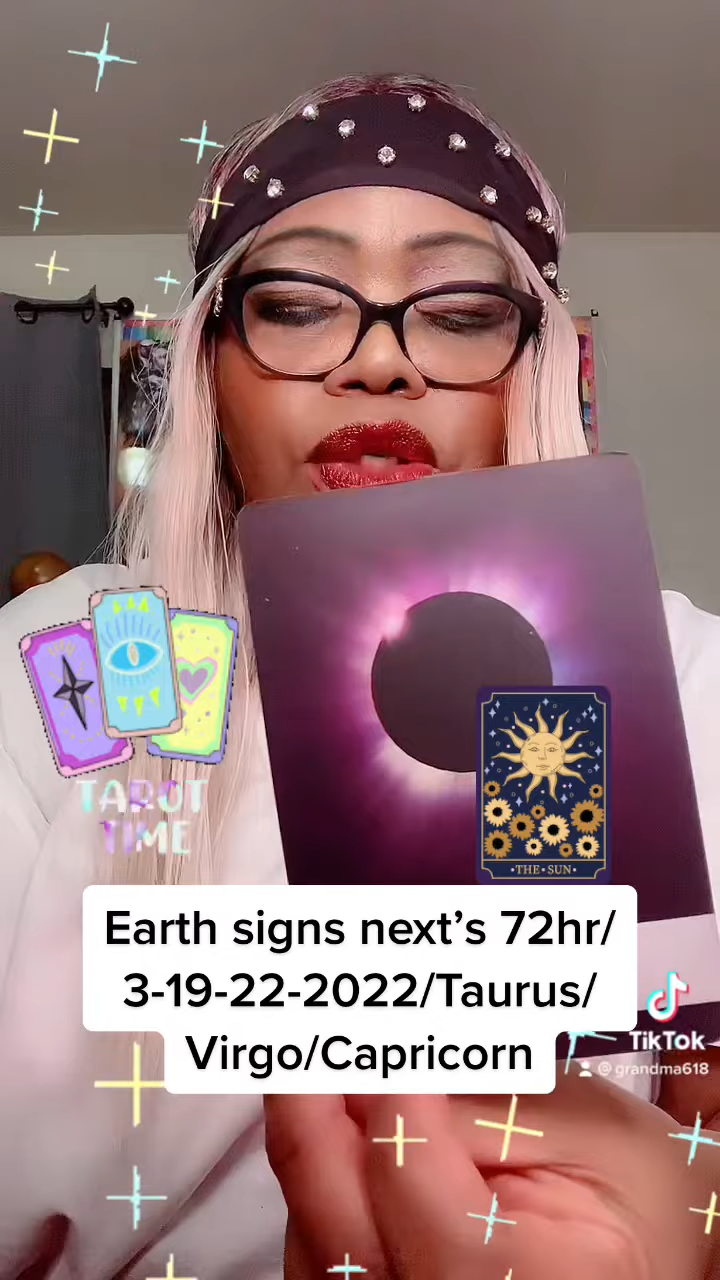 TAROT
TIME
•THE•SUN•
Earth signs next’s 72hr/
3-19-22-2022/Taurus/
Virgo/Capricorn
TikTok
@grandma618